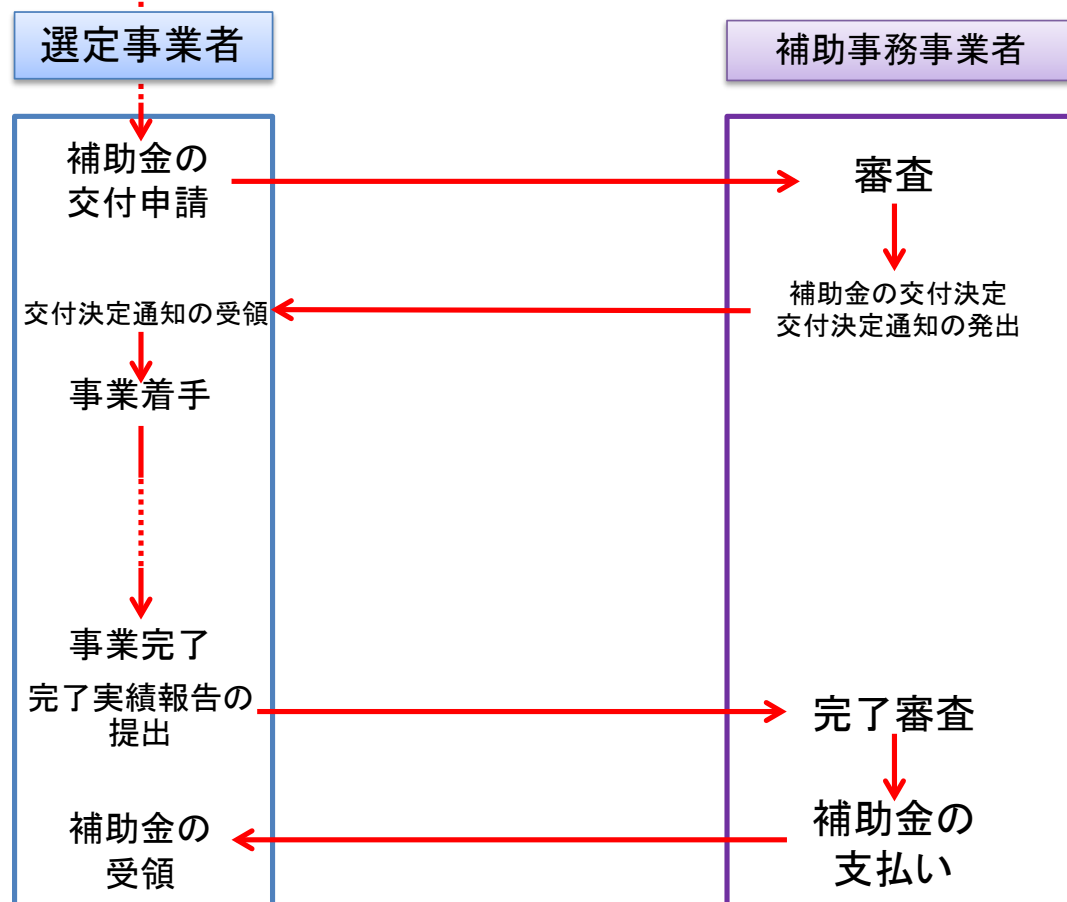 選定事業者
補助事務事業者
補助金の
交付申請
審査
補助金の交付決定
交付決定通知の発出
交付決定通知の受領
事業着手
事業完了
完了実績報告の
提出
完了審査
補助金の
支払い
補助金の
受領